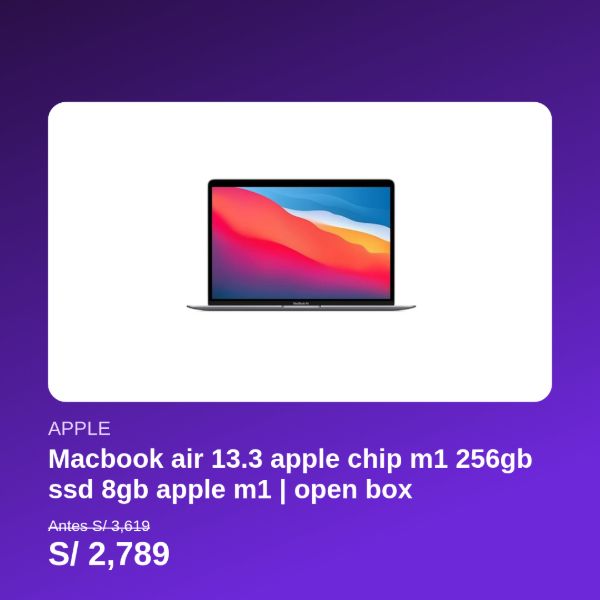 APPLE
Macbook air 13.3 apple chip m1 256gb
ssd 8gb apple m1 | open box
Antes S/ 3,619
S/ 2,789